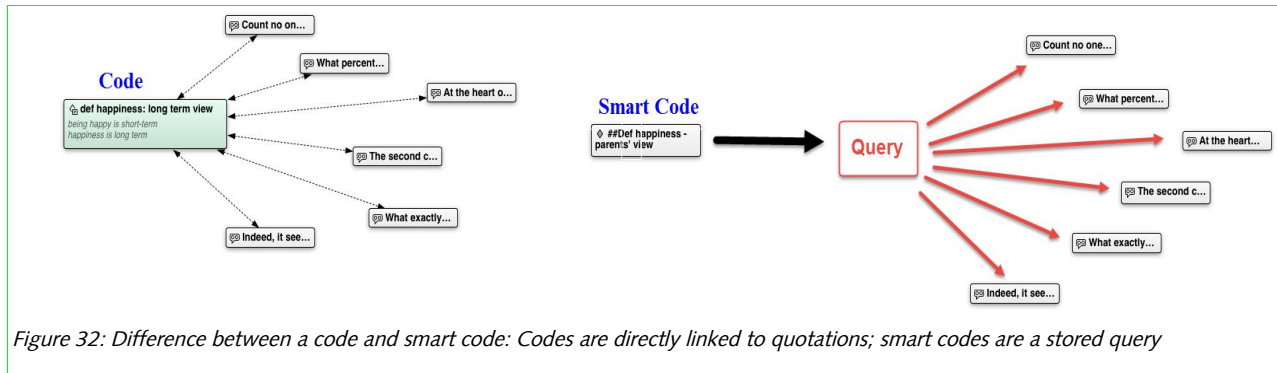 Code
def happiness: long term view
being happy is short-term
happiness is long term
Count no on...
What percent...
At the heart o...
The second c...
What exactly...
Indeed, it see...
Smart Code
##Def happiness -
parents' view
Query
Count no one...
What percent...
At the heart...
The second c...
What exactly...
Indeed, it see...
Figure 32: Difference between a code and smart code: Codes are directly linked to quotations; smart codes are a stored query